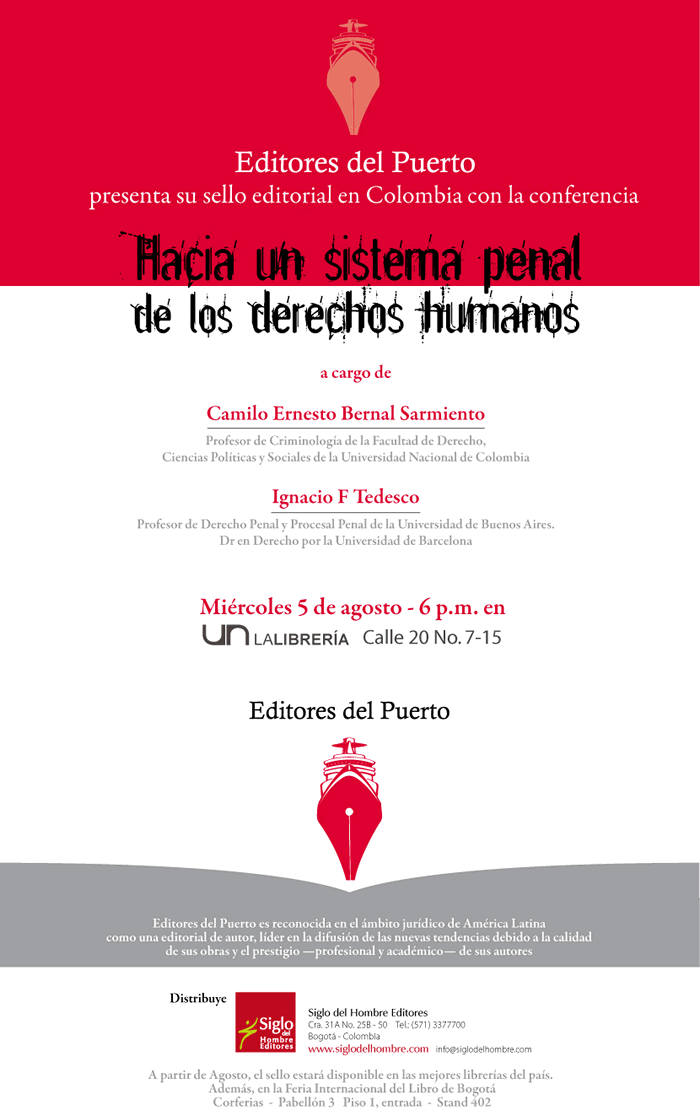 Editores del Puerto
presenta su sello editorial en Colombia con la conferencia
Hacia un sistema penal
de los derechos humanos
a cargo de
Camilo Ernesto Bernal Sarmiento
Profesor de Criminología de la Facultad de Derecho,
Ciencias Políticas y Sociales de la Universidad Nacional de Colombia
Ignacio F Tedesco
Profesor de Derecho Penal y Procesal Penal de la Universidad de Buenos Aires.
Dr en Derecho por la Universidad de Barcelona
Miércoles 5 de agosto - 6 p.m. en
un LALIBRERÍA Calle 20 No. 7-15
Editores del Puerto
Editores del Puerto es reconocida en el ámbito jurídico de América Latina
como una editorial de autor, líder en la difusión de las nuevas tendencias debido a la calidad
de sus obras y el prestigio —profesional y académico— de sus autores
Distribuye
Siglo
del
Hombre
Editores
Siglo del Hombre Editores
Cra. 31A No. 25B - 50 Tel.: (571) 3377700
Bogotá - Colombia
www.siglodelhombre.com info@siglodelhombre.com
A partir de Agosto, el sello estará disponible en las mejores librerías del país.
Además, en la Feria Internacional del Libro de Bogotá
Corferias - Pabellón 3 Piso 1, entrada - Stand 402